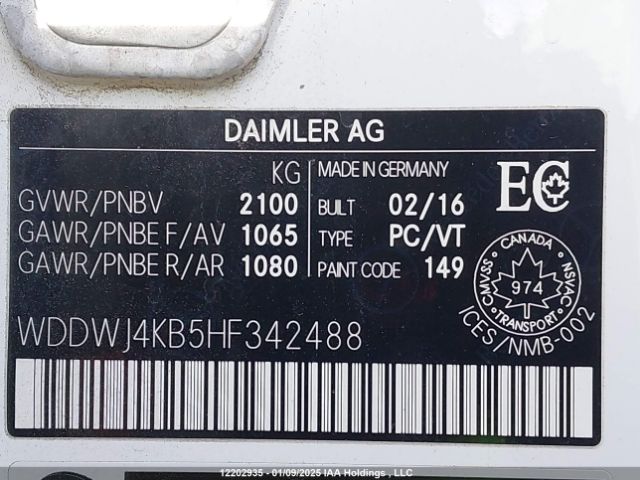 DAIMLER AG
KG
MADE IN GERMANY
GVWR/PNBV 2100
BUILT 02/16
GAWR/PNBE F/AV 1065
TYPE PC/VT
GAWR/PNBE R/AR 1080
PAINT CODE 149
EC
CANADA
CMVSS 974 NSVAC
TRANSPORT
ICES/NMB-002
WDDWJ4KB5HF342488
12202935 - 01/09/2025 IAA Holdings , LLC